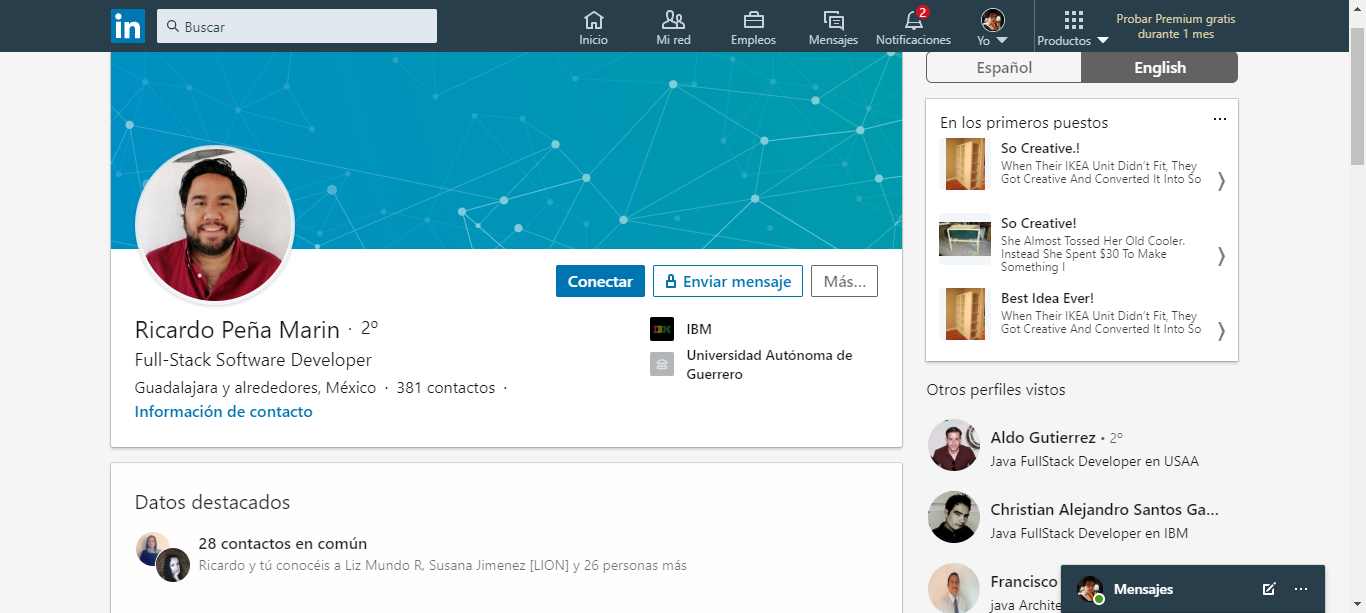 in
Buscar
Inicio
Mi red
Empleos
Mensajes
2
Notificaciones
Yo
Productos
Probar Premium gratis
durante 1 mes
Español
English
Conectar
Enviar mensaje
Más...
Ricardo Peña Marin · 2º
Full-Stack Software Developer
Guadalajara y alrededores, México · 381 contactos ·
Información de contacto
IBM
IBM
Universidad Autónoma de
Guerrero
Datos destacados
28 contactos en común
Ricardo y tú conocéis a Liz Mundo R, Susana Jimenez [LION] y 26 personas más
En los primeros puestos
...
So Creative.!
When Their IKEA Unit Didn't Fit, They
Got Creative And Converted It Into So
So Creative!
She Almost Tossed Her Old Cooler.
Instead She Spent $30 To Make
Something I
Best Idea Ever!
When Their IKEA Unit Didn't Fit, They
Got Creative And Converted It Into So
Otros perfiles vistos
Aldo Gutierrez • 2º
Java FullStack Developer en USAA
Christian Alejandro Santos Ga...
Java FullStack Developer en IBM
Francisco
java Archite
Mensajes
...